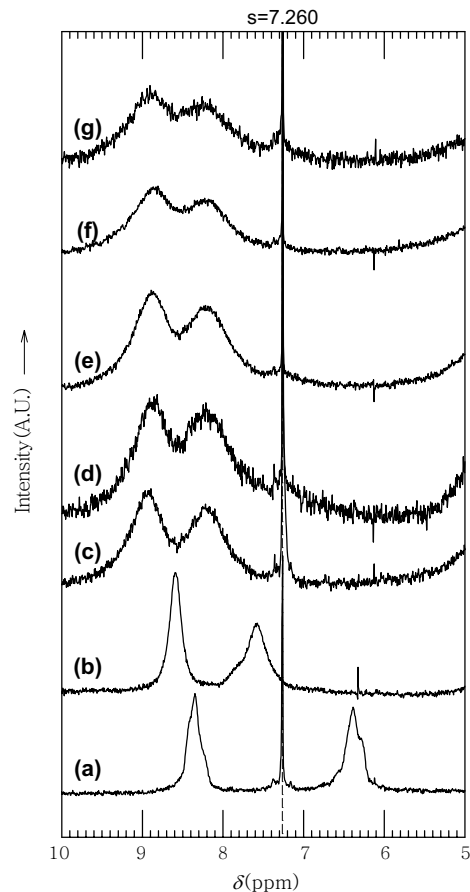 s=7.260
(g)
(f)
(e)
(d)
(c)
(b)
(a)
Intensity (A.U.)
10 9 8 7 6 5
δ(ppm)